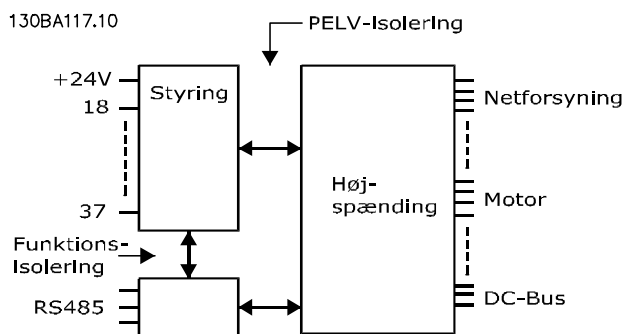 130BA117.10
PELV-isolering
+24V
18
37
Styring
Høj-
spænding
Netforsyning
Motor
DC-Bus
Funktions-
isolering
RS485